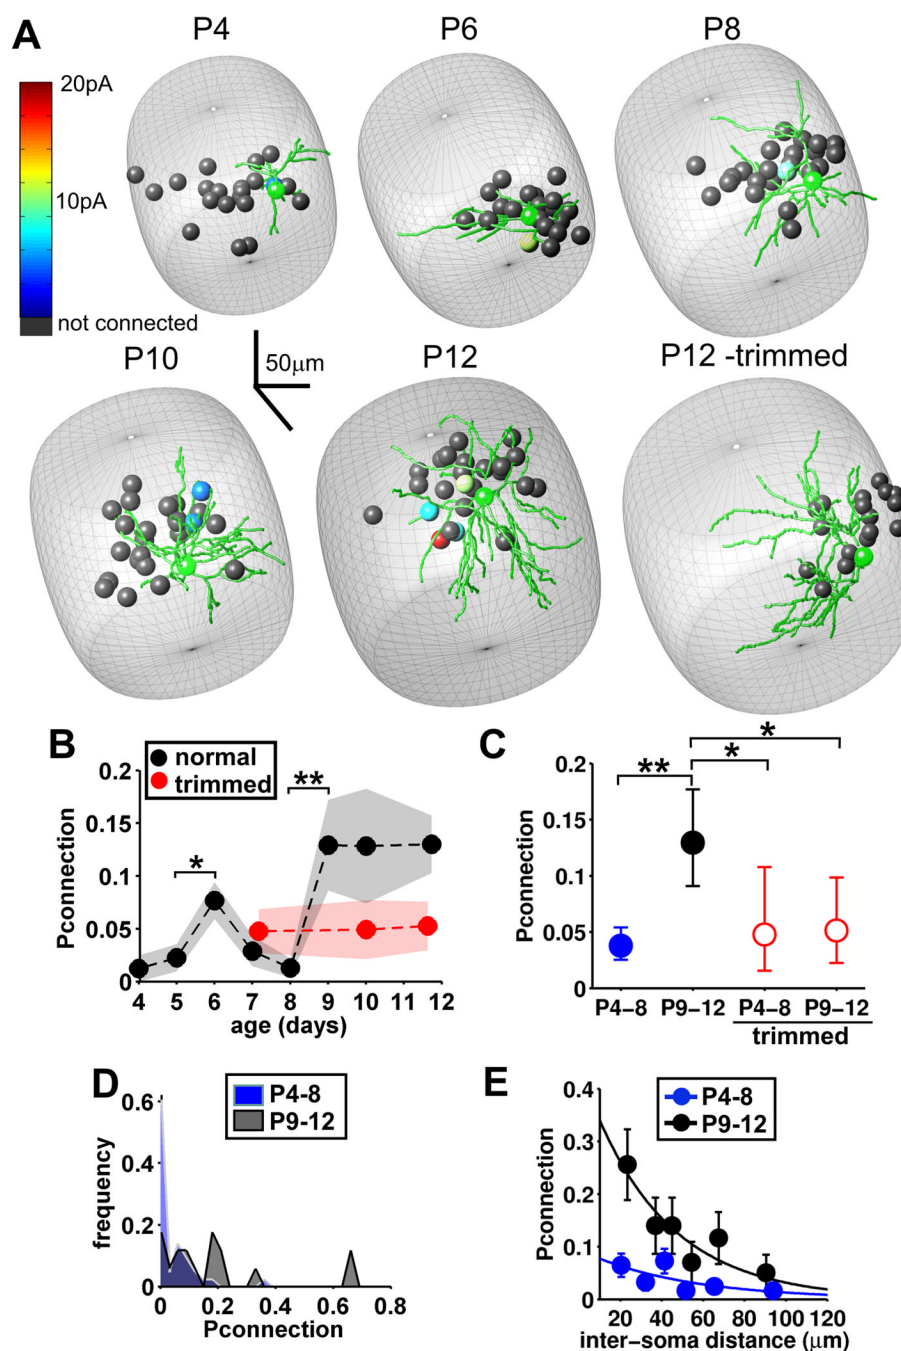 A
P4
P6
P8
20pA
10pA
not connected
50μm
P10
P12
P12 -trimmed
B
normal
trimmed
Pconnection
0.2
0.15
0.1
0.05
0
*
**
4 5 6 7 8 9 10 11 12
age (days)
C
Pconnection
0.2
0.15
0.1
0.05
0
**
*
*
P4-8 P9-12 P4-8 P9-12
trimmed
D
P4-8
P9-12
frequency
0.6
0.4
0.2
0
0 0.2 0.4 0.6 0.8
Pconnection
E
P4-8
P9-12
Pconnection
0.4
0.3
0.2
0.1
0
20 40 60 80 100 120
inter-soma distance (μm)